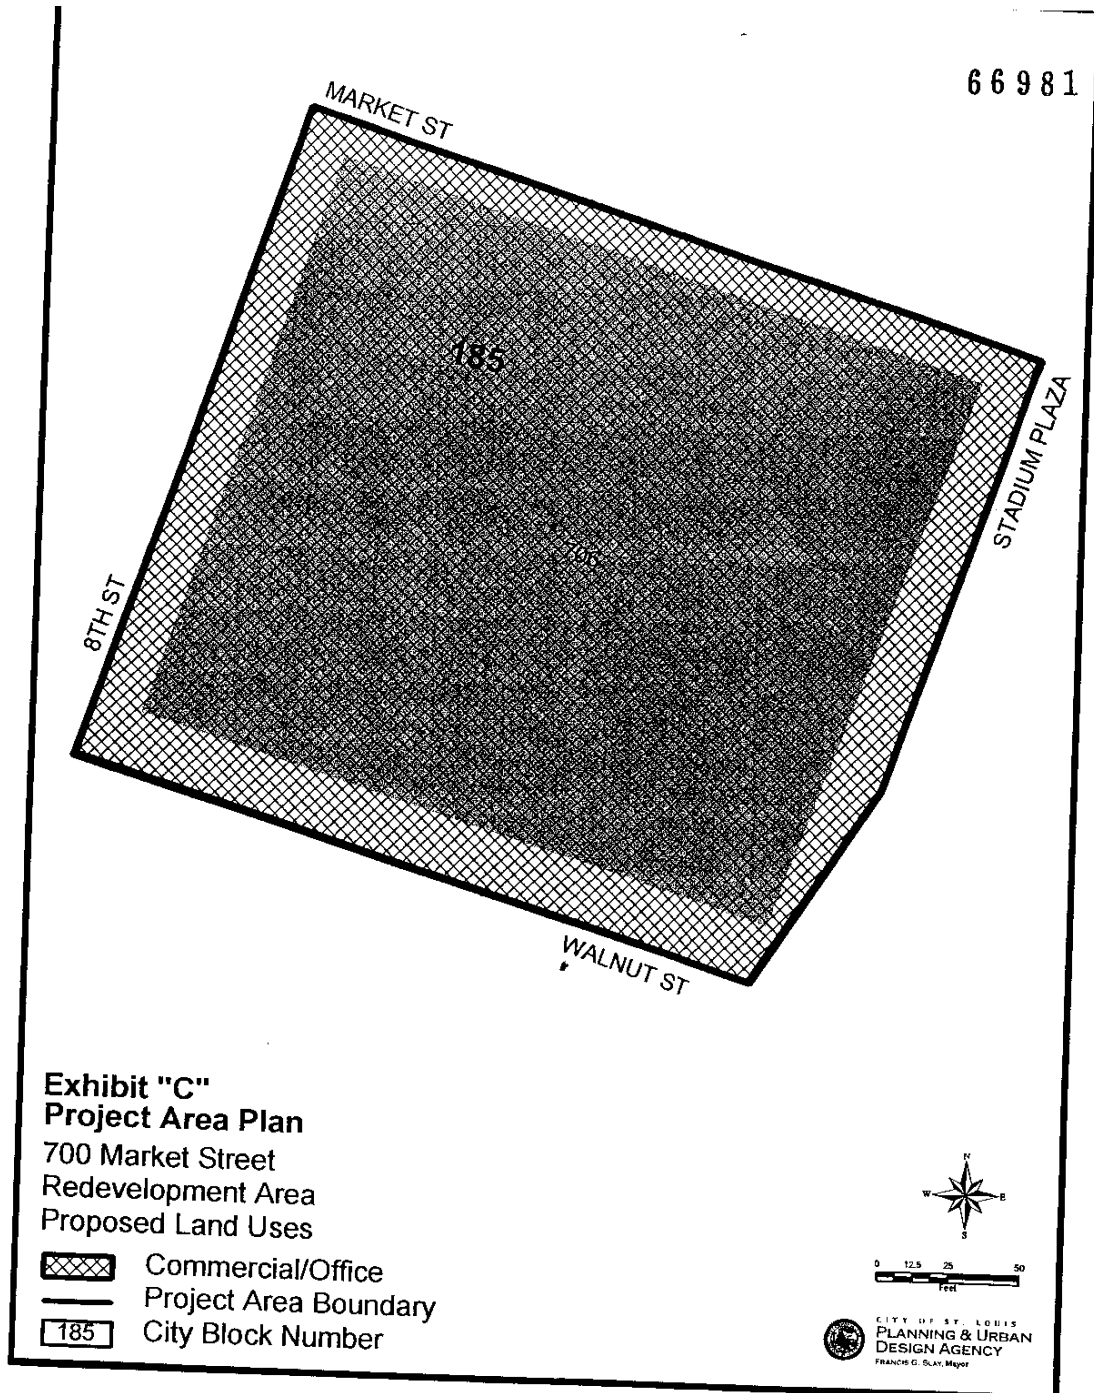 66981
MARKET ST
185
STADIUM PLAZA
706
8TH ST
WALNUT ST
Exhibit "C"
Project Area Plan
700 Market Street
Redevelopment Area
Proposed Land Uses
Commercial/Office
Project Area Boundary
185 City Block Number
N
W E
S
0 12.5 25 50
Feet
CITY OF ST. LOUIS
PLANNING & URBAN
DESIGN AGENCY
FRANCIS G. SLAY, Mayor